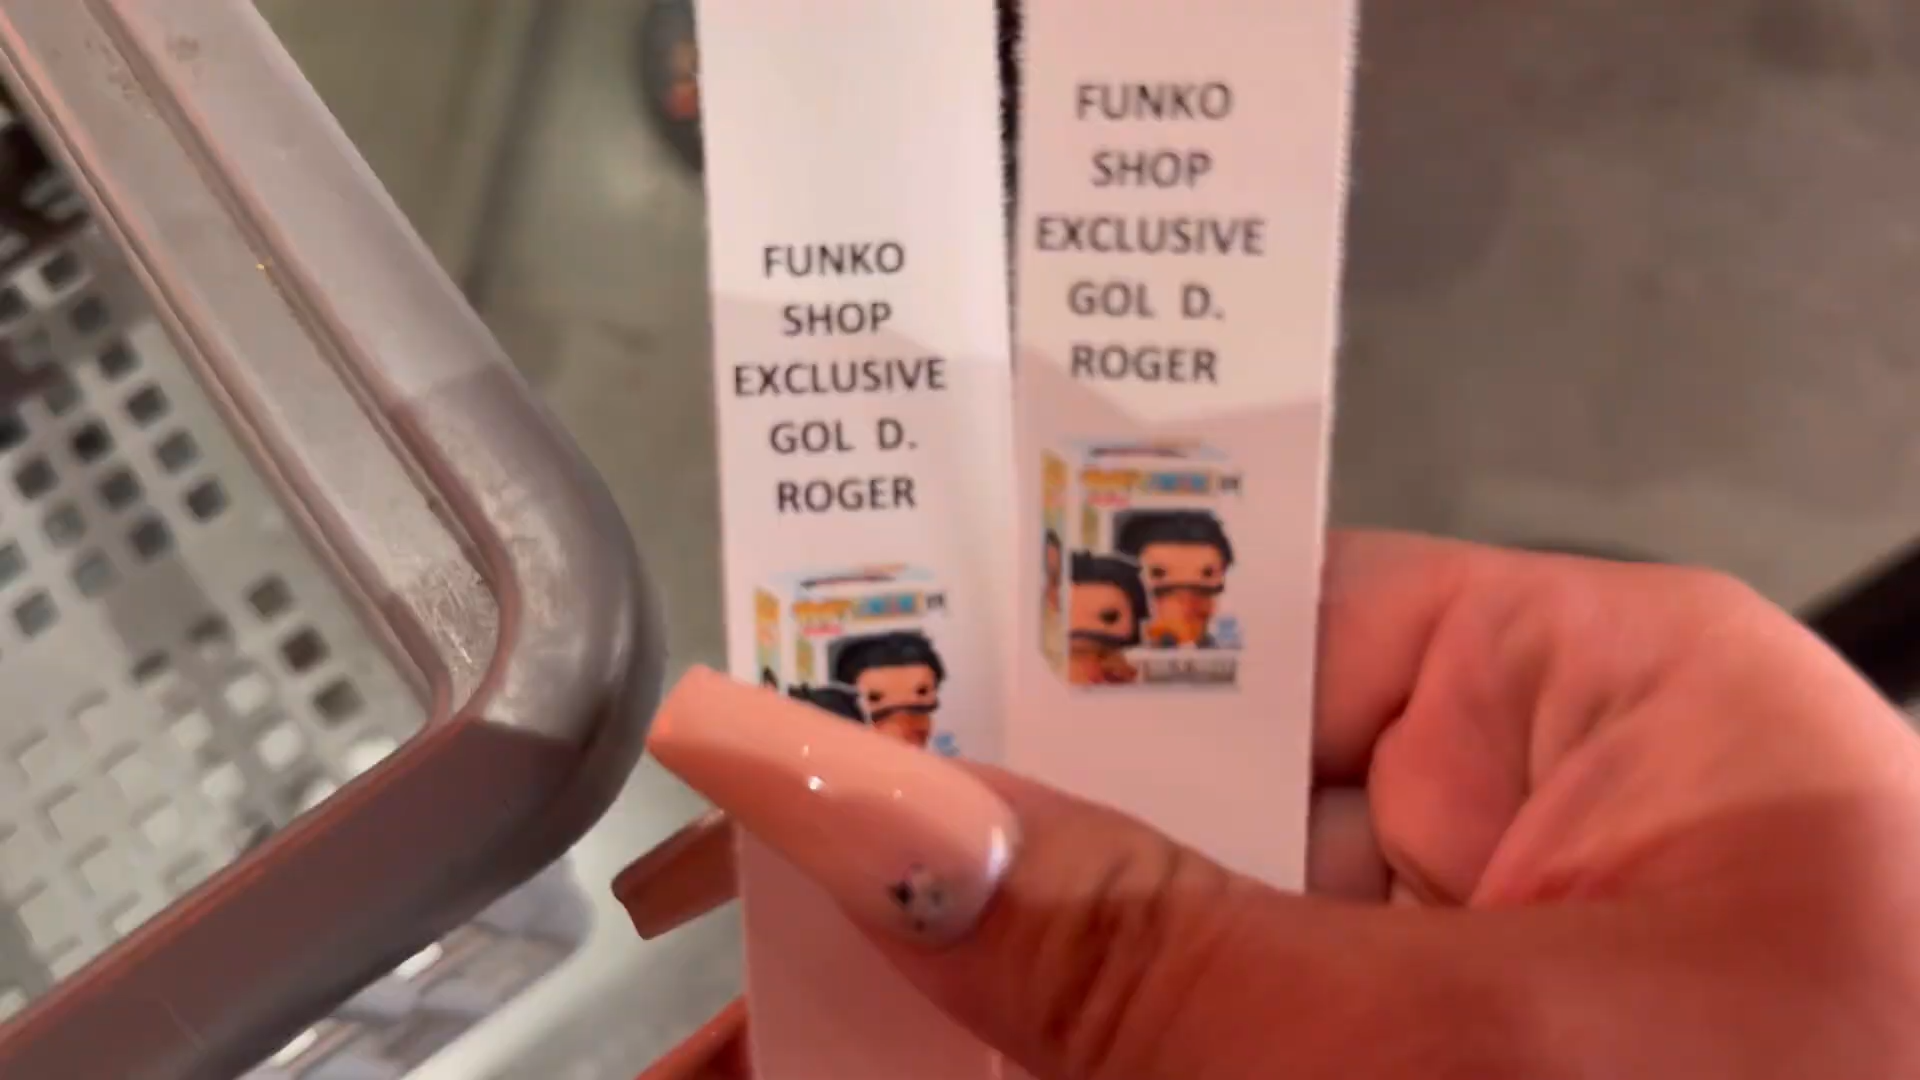 FUNKO
SHOP
EXCLUSIVE
GOL D.
ROGER
FUNKO
SHOP
EXCLUSIVE
GOL D.
ROGER